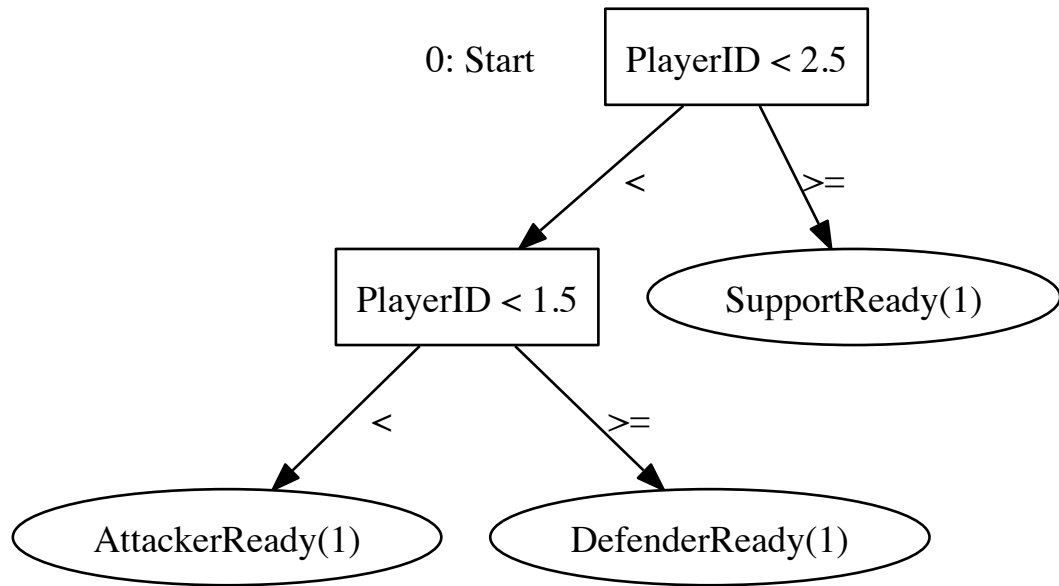 0: Start
PlayerID < 2.5
<
>=
PlayerID < 1.5
SupportReady(1)
<
>=
AttackerReady(1)
DefenderReady(1)